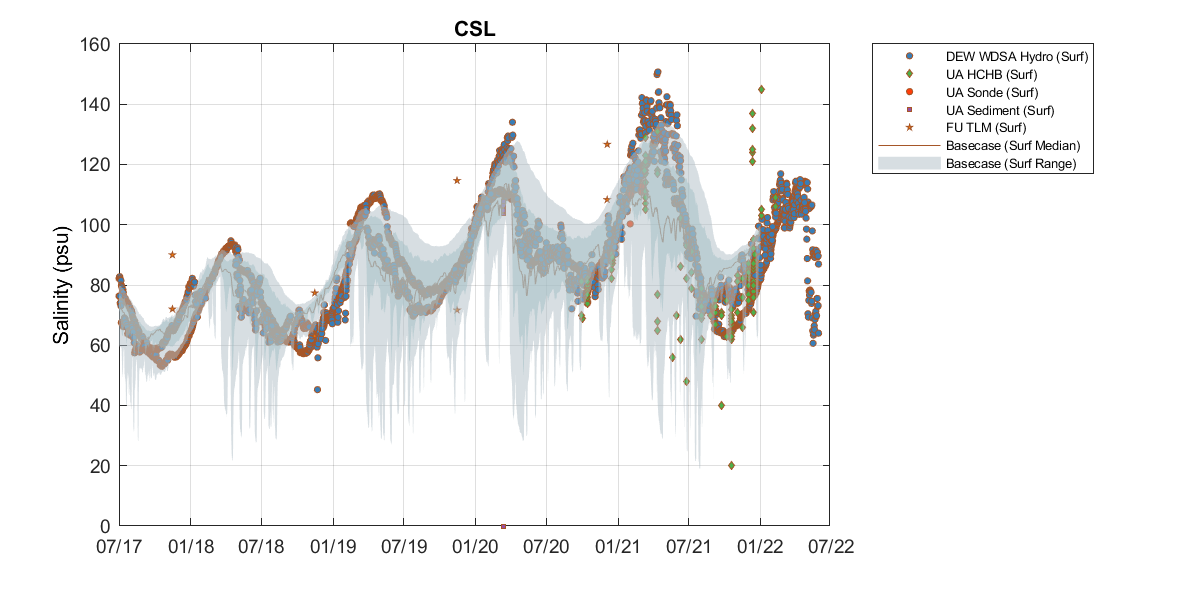 CSL
Salinity (psu)
160
140
120
100
80
60
40
20
0
07/17 01/18 07/18 01/19 07/19 01/20 07/20 01/21 07/21 01/22 07/22
DEW WDSA Hydro (Surf)
UA HCHB (Surf)
UA Sonde (Surf)
UA Sediment (Surf)
FU TLM (Surf)
Basecase (Surf Median)
Basecase (Surf Range)